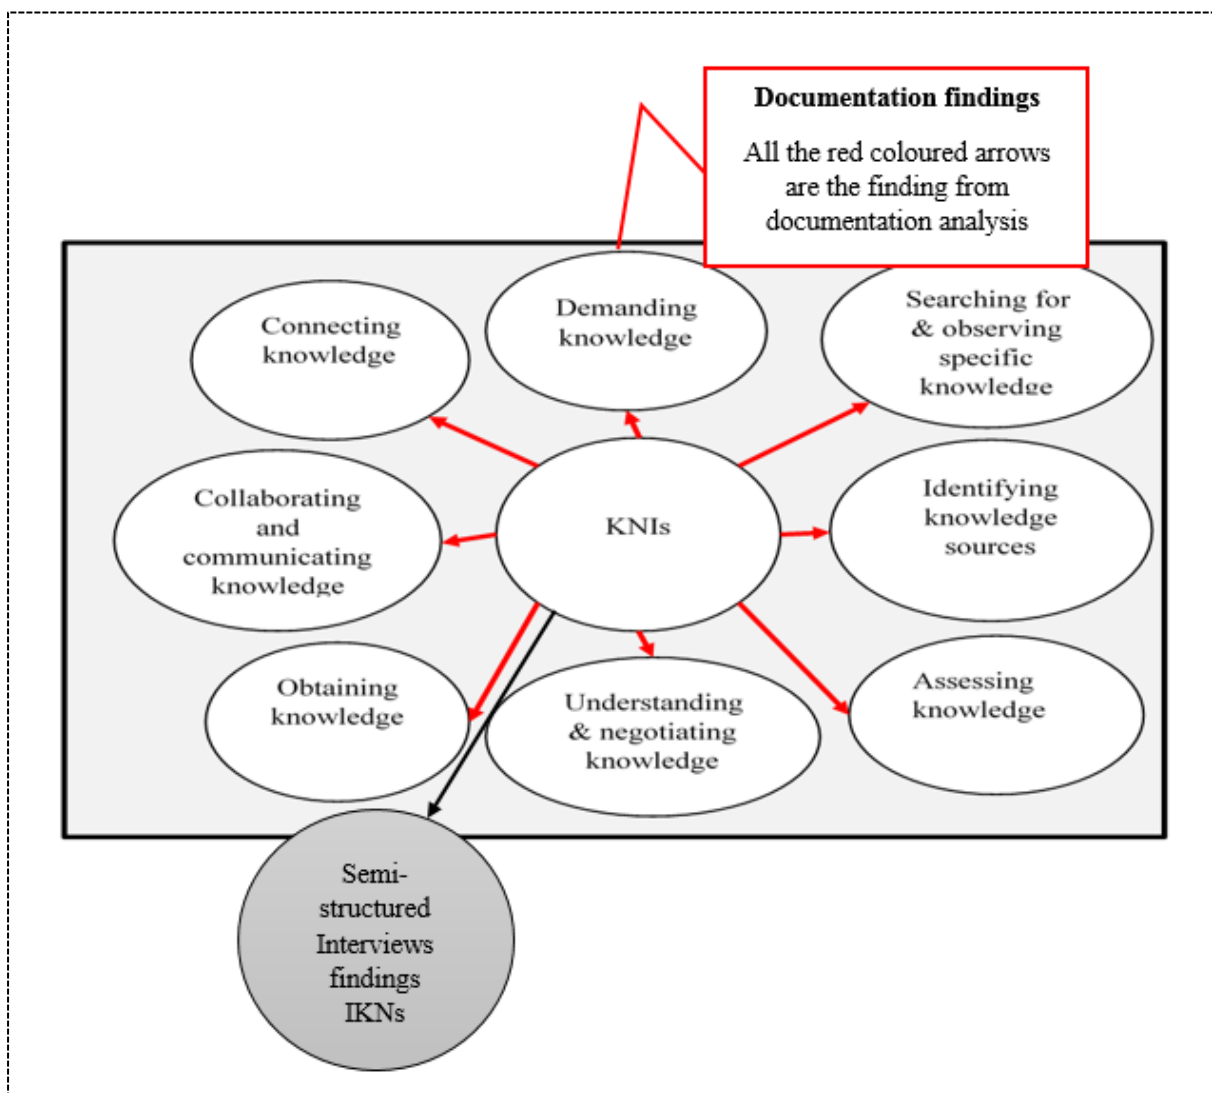 Documentation findings
All the red coloured arrows
are the finding from
documentation analysis
Connecting
knowledge
Demanding
knowledge
Searching for
& observing
specific
knowledge
Collaborating
and
communicating
knowledge
KNIs
Identifying
knowledge
sources
Obtaining
knowledge
Understanding
& negotiating
knowledge
Assessing
knowledge
Semi-
structured
Interviews
findings
IKNs